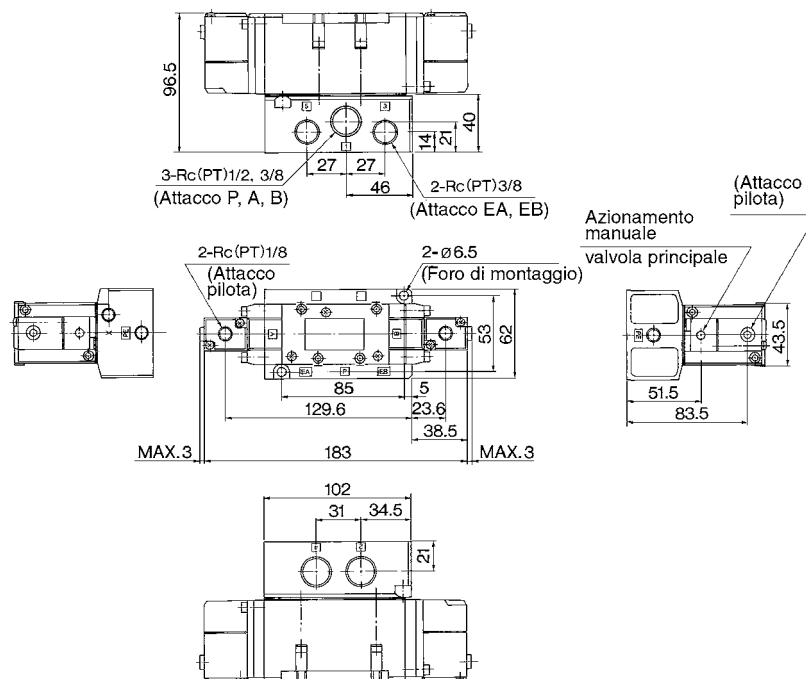 96.5
5
3
1
40
21
14
27
27
46
3-Rc(PT)1/2, 3/8
(Attacco P, A, B)
2-Rc(PT)3/8
(Attacco EA, EB)
(Attacco
pilota)
Azionamento
manuale
valvola principale
2-Rc(PT)1/8
(Attacco
pilota)
2-ø6.5
(Foro di montaggio)
53
62
43.5
EA
P
EB
85
5
129.6
23.6
38.5
51.5
83.5
MAX.3
183
MAX.3
102
31
34.5
21